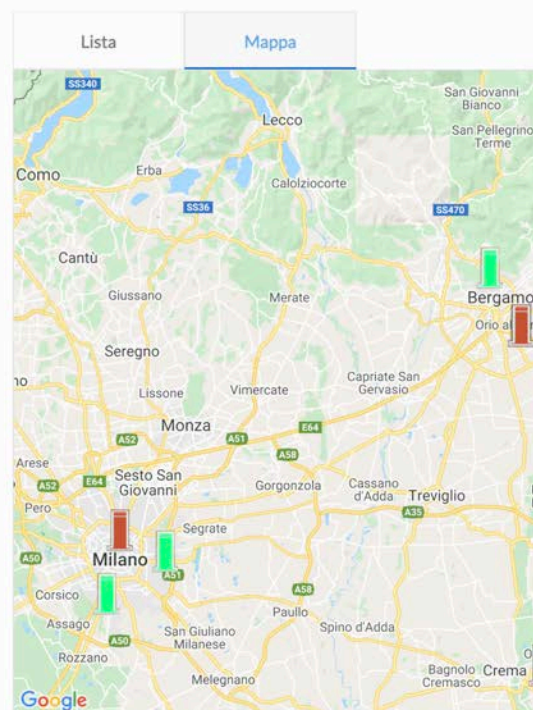 Lista
Mappa
SS340
San Giovanni
Bianco
Lecco
San Pellegrino
Terme
Como
Erba
Calolziocorte
SS36
SS470
Cantù
Giussano
Merate
Bergamo
Orio al
Seregno
Lissone
Vimercate
Capriate San
Gervasio
Monza
E64
A52
A51
A58
Arese
E64
Sesto San
Giovanni
Gorgonzola
Cassano
d'Adda
Treviglio
A52
Pero
A35
Segrate
Milano
A50
A51
Corsico
A58
Assago
Paullo
A50
San Giuliano
Milanese
Spino d'Adda
Rozzano
Melegnano
Bagnolo
Cremasco
Crema
Google